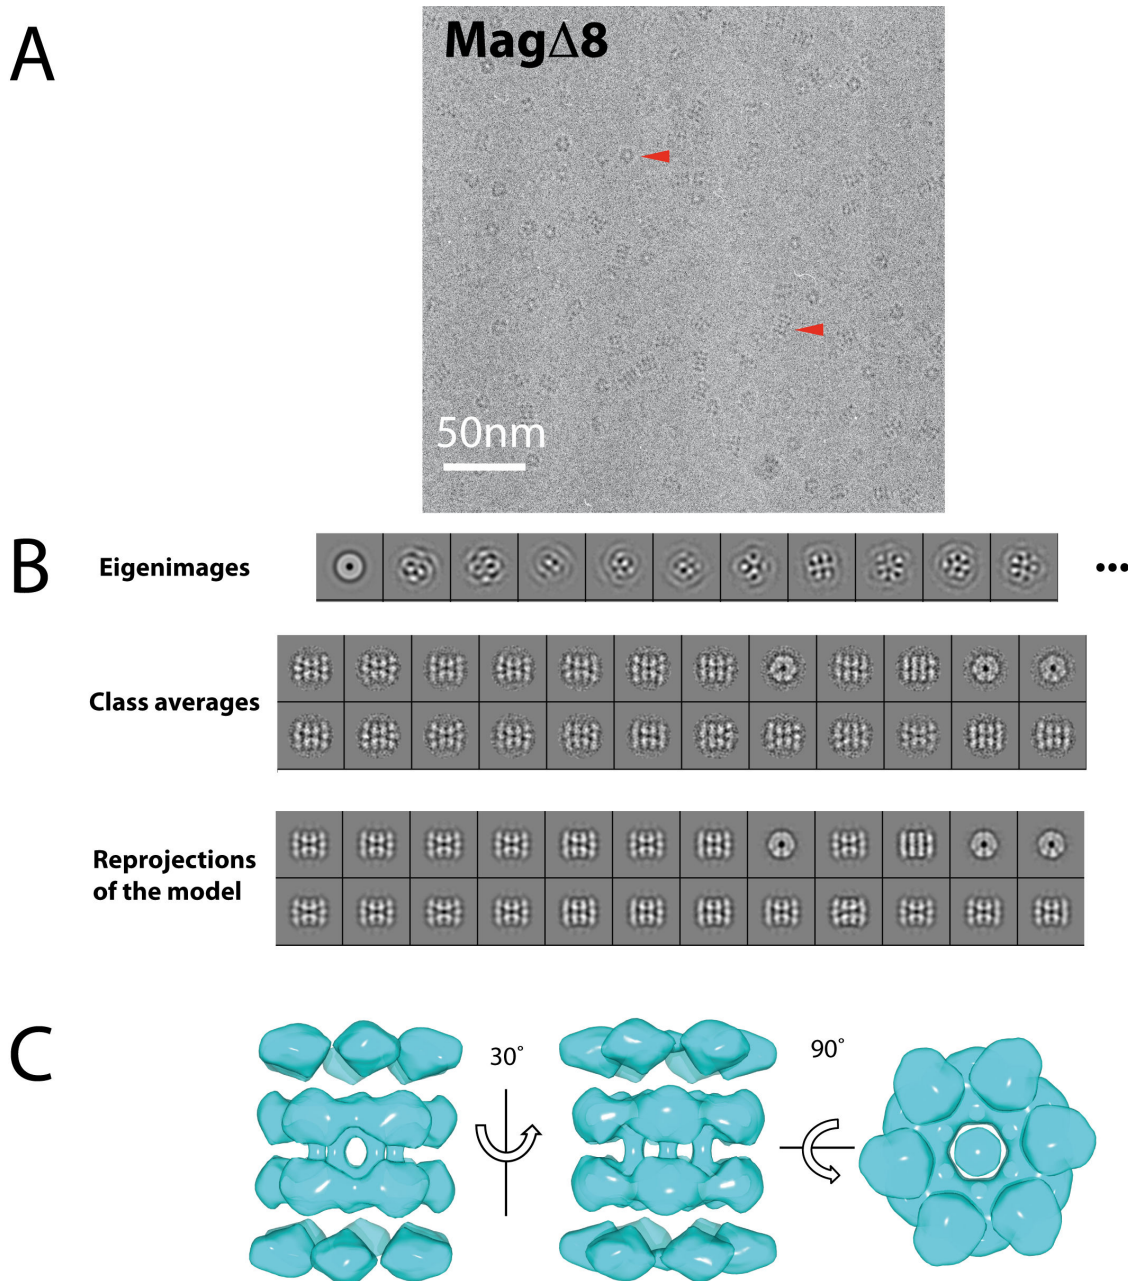 A
MagΔ8
50nm
B
Eigenimages
•••
Class averages
Reprojections
of the model
C
30°
90°